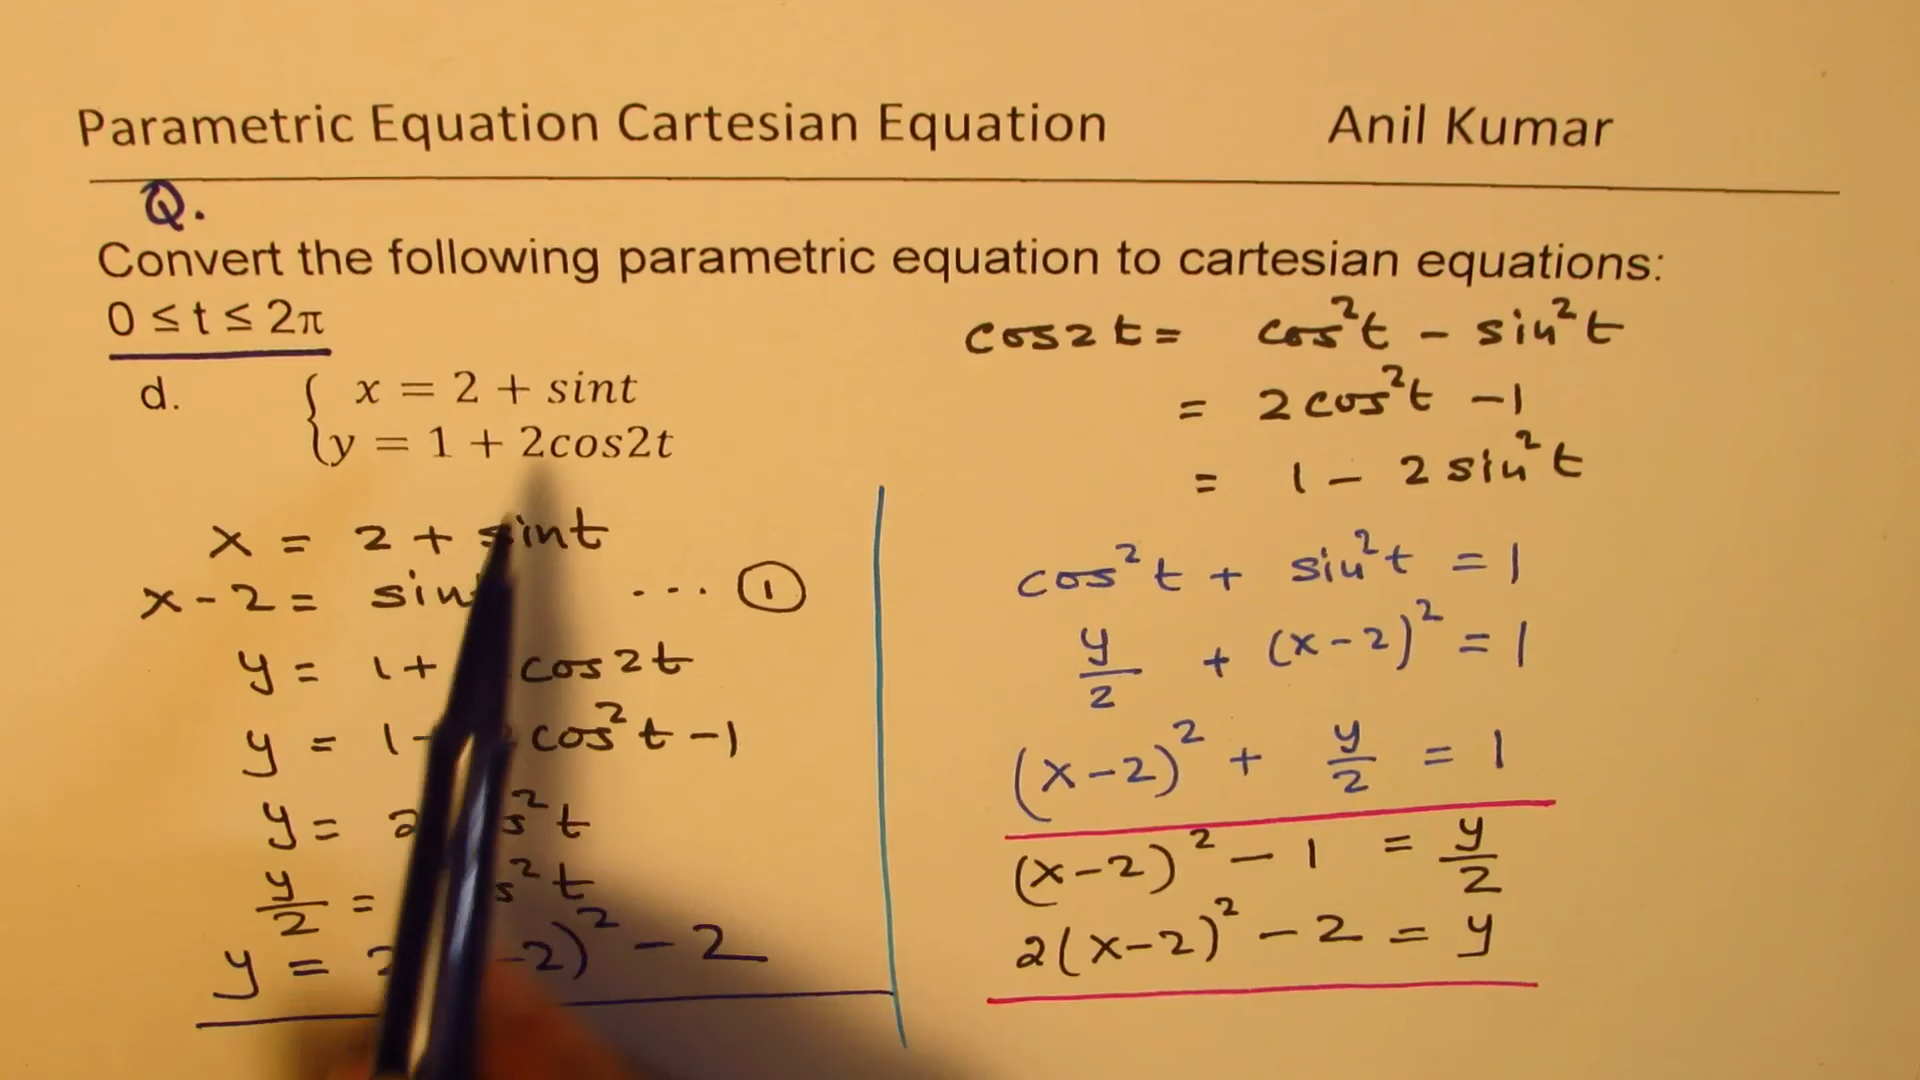 Parametric Equation Cartesian Equation Anil Kumar
Q.
Convert the following parametric equation to cartesian equations:
0 ≤ t ≤ 2π
d. { x = 2 + sint
y = 1 + 2cos2t
x = 2 + sint
x - 2 = sin ... ①
y = 1 + cos2t
y = 1 cos²t - 1
y = 2 s²t
y/2 = s²t
y = -2)² - 2
cos2t = cos²t - sin²t
= 2cos²t - 1
= 1 - 2sin²t
cos²t + sin²t = 1
y/2 + (x-2)² = 1
(x-2)² + y/2 = 1
(x-2)² - 1 = y/2
2(x-2)² - 2 = y